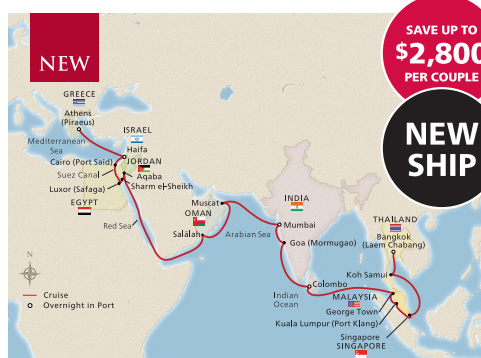 NEW
SAVE UP TO
$2,800
PER COUPLE
NEW
SHIP
GREECE
Athens
(Piraeus)
Mediterranean
Sea
ISRAEL
Haifa
Cairo (Port Said)
JORDAN
Suez Canal
Aqaba
Luxor (Safaga)
Sharm el-Sheikh
EGYPT
Red Sea
Muscat
OMAN
Salālah
Arabian Sea
INDIA
Mumbai
Goa (Mormugao)
THAILAND
Bangkok
(Laem Chabang)
Koh Samui
Colombo
Indian
Ocean
MALAYSIA
George Town
Kuala Lumpur (Port Klang)
Singapore
SINGAPORE
N
Cruise
Overnight in Port